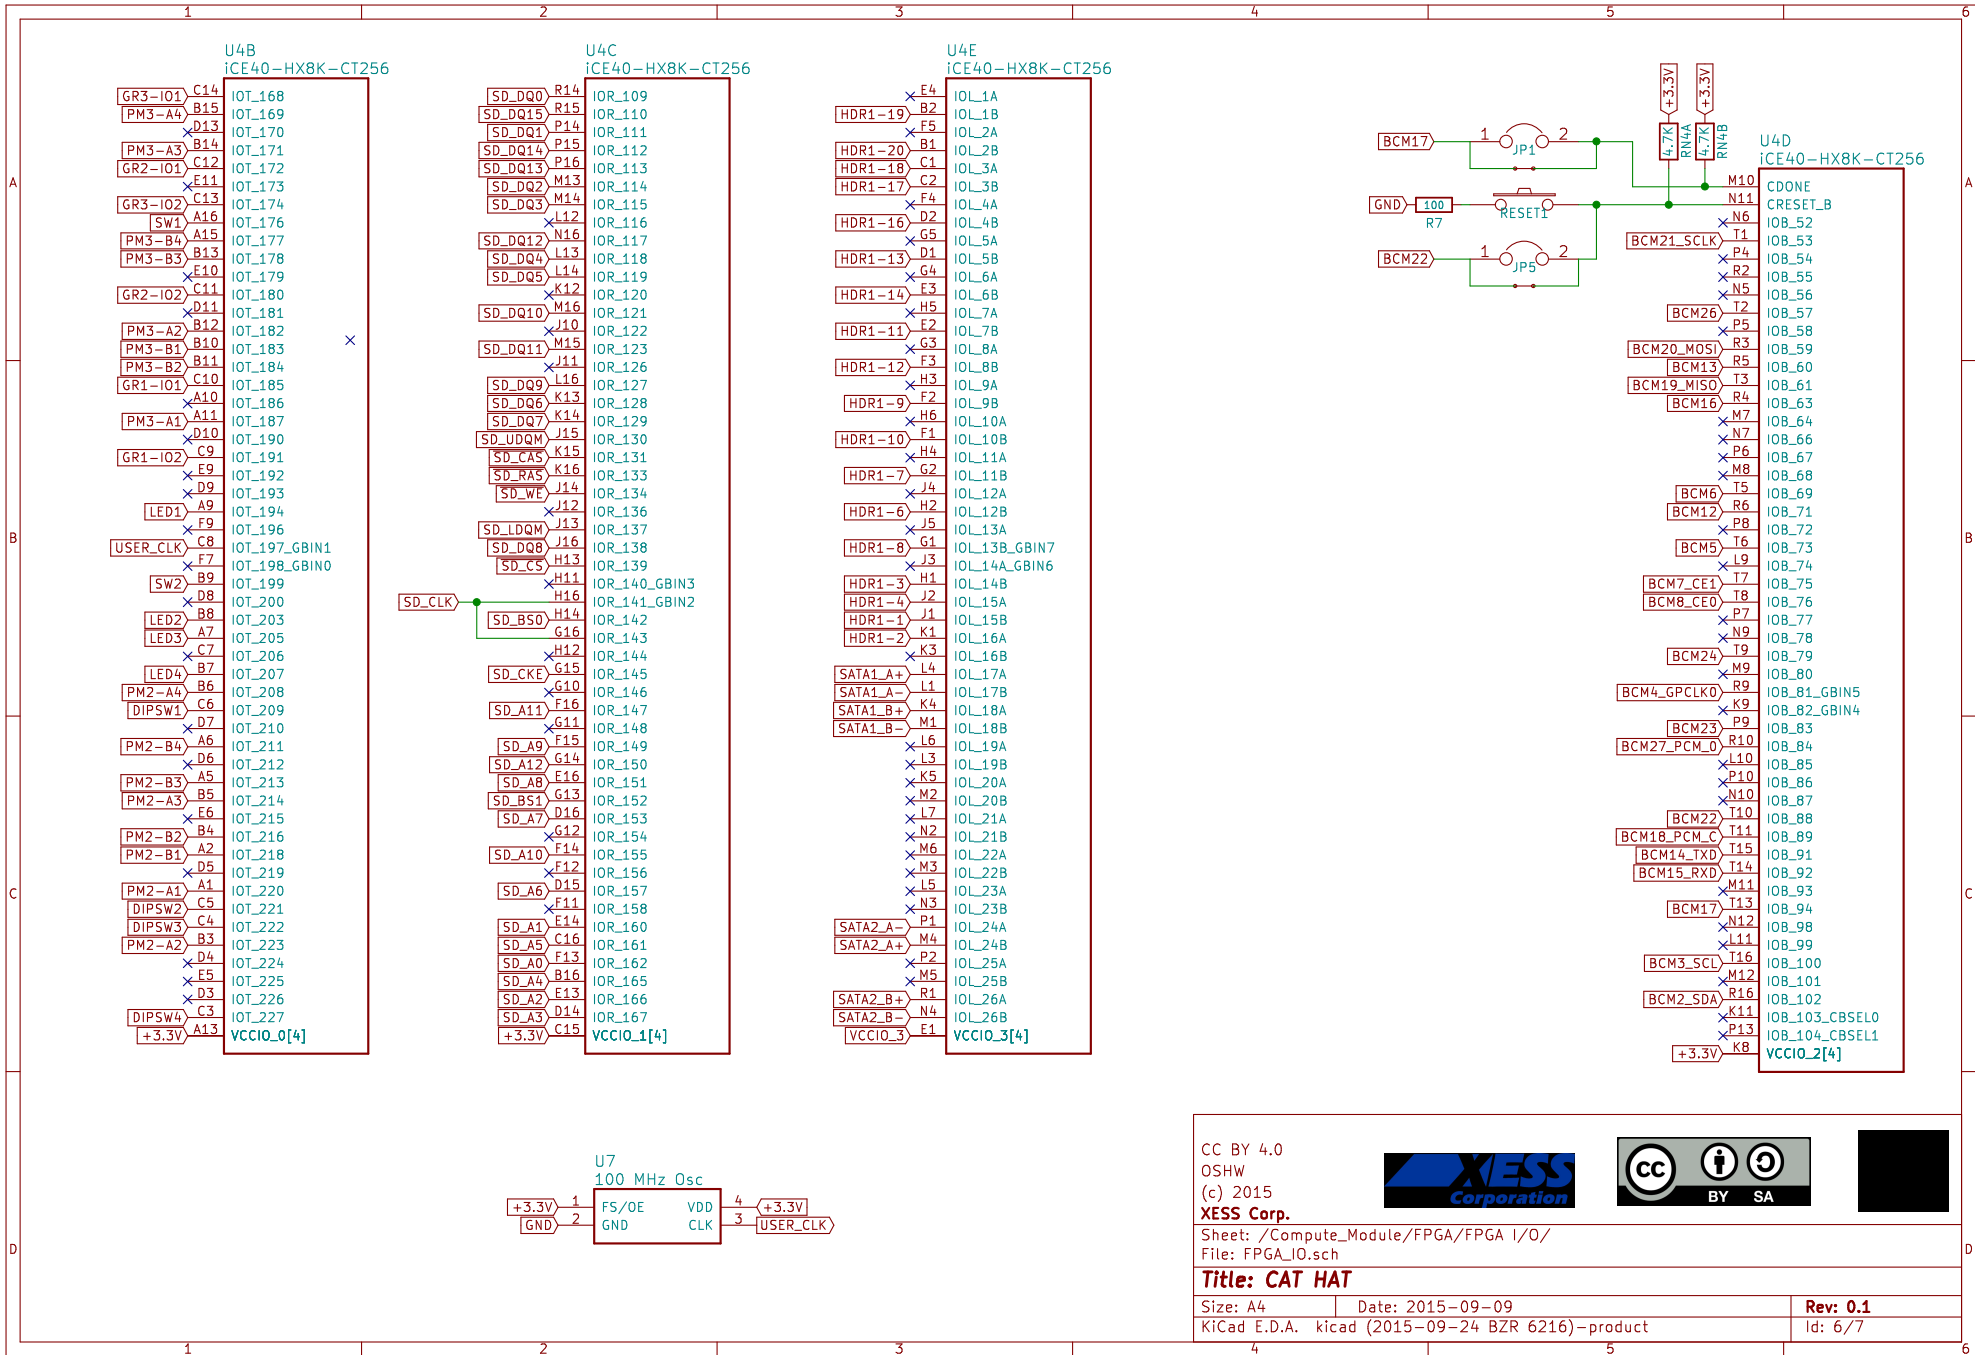 1 2 3 4 5 6
A
B
C
D
U4B
iCE40-HX8K-CT256
GR3-IO1 C14 IOT_168
PM3-A4 B15 IOT_169
D13 IOT_170
PM3-A3 B14 IOT_171
GR2-IO1 C12 IOT_172
E11 IOT_173
GR3-IO2 C13 IOT_174
SW1 A16 IOT_176
PM3-B4 A15 IOT_177
PM3-B3 B13 IOT_178
E10 IOT_179
GR2-IO2 C11 IOT_180
D11 IOT_181
PM3-A2 B12 IOT_182
PM3-B1 B10 IOT_183
PM3-B2 B11 IOT_184
GR1-IO1 C10 IOT_185
A10 IOT_186
PM3-A1 A11 IOT_187
D10 IOT_190
GR1-IO2 C9 IOT_191
E9 IOT_192
D9 IOT_193
LED1 A9 IOT_194
F9 IOT_196
USER_CLK C8 IOT_197_GBIN1
F7 IOT_198_GBIN0
SW2 B9 IOT_199
D8 IOT_200
LED2 B8 IOT_203
LED3 A7 IOT_205
C7 IOT_206
LED4 B7 IOT_207
PM2-A4 B6 IOT_208
DIPSW1 C6 IOT_209
D7 IOT_210
PM2-B4 A6 IOT_211
D6 IOT_212
PM2-B3 A5 IOT_213
PM2-A3 B5 IOT_214
E6 IOT_215
PM2-B2 B4 IOT_216
PM2-B1 A2 IOT_218
D5 IOT_219
PM2-A1 A1 IOT_220
DIPSW2 C5 IOT_221
DIPSW3 C4 IOT_222
PM2-A2 B3 IOT_223
D4 IOT_224
E5 IOT_225
D3 IOT_226
DIPSW4 C3 IOT_227
+3.3V A13 VCCIO_0[4]
U4C
iCE40-HX8K-CT256
SD_DQ0 R14 IOR_109
SD_DQ15 R15 IOR_110
SD_DQ1 P14 IOR_111
SD_DQ14 P15 IOR_112
SD_DQ13 P16 IOR_113
SD_DQ2 M13 IOR_114
SD_DQ3 M14 IOR_115
L12 IOR_116
SD_DQ12 N16 IOR_117
SD_DQ4 L13 IOR_118
SD_DQ5 L14 IOR_119
K12 IOR_120
SD_DQ10 M16 IOR_121
J10 IOR_122
SD_DQ11 M15 IOR_123
J11 IOR_126
SD_DQ9 L16 IOR_127
SD_DQ6 K13 IOR_128
SD_DQ7 K14 IOR_129
SD_UDQM J15 IOR_130
SD_CAS K15 IOR_131
SD_RAS K16 IOR_133
SD_WE J14 IOR_134
J12 IOR_136
SD_LDQM J13 IOR_137
SD_DQ8 J16 IOR_138
SD_CS H13 IOR_139
H11 IOR_140_GBIN3
SD_CLK H16 IOR_141_GBIN2
SD_BS0 H14 IOR_142
G16 IOR_143
H12 IOR_144
SD_CKE G15 IOR_145
G10 IOR_146
SD_A11 F16 IOR_147
G11 IOR_148
SD_A9 F15 IOR_149
SD_A12 G14 IOR_150
SD_A8 E16 IOR_151
SD_BS1 G13 IOR_152
SD_A7 D16 IOR_153
G12 IOR_154
SD_A10 F14 IOR_155
F12 IOR_156
SD_A6 D15 IOR_157
F11 IOR_158
SD_A1 E14 IOR_160
SD_A5 C16 IOR_161
SD_A0 F13 IOR_162
SD_A4 B16 IOR_165
SD_A2 E13 IOR_166
SD_A3 D14 IOR_167
+3.3V C15 VCCIO_1[4]
U4E
iCE40-HX8K-CT256
E4 IOL_1A
HDR1-19 B2 IOL_1B
F5 IOL_2A
HDR1-20 B1 IOL_2B
HDR1-18 C1 IOL_3A
HDR1-17 C2 IOL_3B
F4 IOL_4A
HDR1-16 D2 IOL_4B
G5 IOL_5A
HDR1-13 D1 IOL_5B
G4 IOL_6A
HDR1-14 E3 IOL_6B
H5 IOL_7A
HDR1-11 E2 IOL_7B
G3 IOL_8A
HDR1-12 F3 IOL_8B
H3 IOL_9A
HDR1-9 F2 IOL_9B
H6 IOL_10A
HDR1-10 F1 IOL_10B
H4 IOL_11A
HDR1-7 G2 IOL_11B
J4 IOL_12A
HDR1-6 H2 IOL_12B
J5 IOL_13A
HDR1-8 G1 IOL_13B_GBIN7
J3 IOL_14A_GBIN6
HDR1-3 H1 IOL_14B
HDR1-4 J2 IOL_15A
HDR1-1 J1 IOL_15B
HDR1-2 K1 IOL_16A
K3 IOL_16B
SATA1_A+ L4 IOL_17A
SATA1_A- L1 IOL_17B
SATA1_B+ K4 IOL_18A
SATA1_B- M1 IOL_18B
L6 IOL_19A
L3 IOL_19B
K5 IOL_20A
M2 IOL_20B
L7 IOL_21A
N2 IOL_21B
M6 IOL_22A
M3 IOL_22B
L5 IOL_23A
N3 IOL_23B
SATA2_A- P1 IOL_24A
SATA2_A+ M4 IOL_24B
P2 IOL_25A
M5 IOL_25B
SATA2_B+ R1 IOL_26A
SATA2_B- N4 IOL_26B
VCCIO_3 E1 VCCIO_3[4]
+3.3V +3.3V
4.7K RN4A 4.7K RN4B
BCM17 1 2
JP1
GND 100 R7 RESET1
BCM22 1 2
JP5
U4D
iCE40-HX8K-CT256
M10 CDONE
N11 CRESET_B
N6 IOB_52
BCM21_SCLK T1 IOB_53
P4 IOB_54
R2 IOB_55
N5 IOB_56
BCM26 T2 IOB_57
P5 IOB_58
BCM20_MOSI R3 IOB_59
BCM13 R5 IOB_60
BCM19_MISO T3 IOB_61
BCM16 R4 IOB_63
M7 IOB_64
N7 IOB_66
P6 IOB_67
M8 IOB_68
BCM6 T5 IOB_69
BCM12 R6 IOB_71
P8 IOB_72
BCM5 T6 IOB_73
L9 IOB_74
BCM7_CE1 T7 IOB_75
BCM8_CE0 T8 IOB_76
P7 IOB_77
N9 IOB_78
BCM24 T9 IOB_79
M9 IOB_80
BCM4_GPCLK0 R9 IOB_81_GBIN5
K9 IOB_82_GBIN4
BCM23 P9 IOB_83
BCM27_PCM_0 R10 IOB_84
L10 IOB_85
P10 IOB_86
N10 IOB_87
BCM22 T10 IOB_88
BCM18_PCM_C T11 IOB_89
BCM14_TXD T15 IOB_91
BCM15_RXD T14 IOB_92
M11 IOB_93
BCM17 T13 IOB_94
N12 IOB_98
L11 IOB_99
BCM3_SCL T16 IOB_100
M12 IOB_101
BCM2_SDA R16 IOB_102
K11 IOB_103_CBSEL0
P13 IOB_104_CBSEL1
+3.3V K8 VCCIO_2[4]
U7
100 MHz Osc
+3.3V 1 FS/OE VDD 4 +3.3V
GND 2 GND CLK 3 USER_CLK
CC BY 4.0
OSHW
(c) 2015
XESS Corp.
XESS
Corporation
cc
BY SA
Sheet: /Compute_Module/FPGA/FPGA I/O/
File: FPGA_IO.sch
Title: CAT HAT
Size: A4 Date: 2015-09-09 Rev: 0.1
KiCad E.D.A. kicad (2015-09-24 BZR 6216)-product Id: 6/7
A
B
C
D
1 2 3 4 5 6